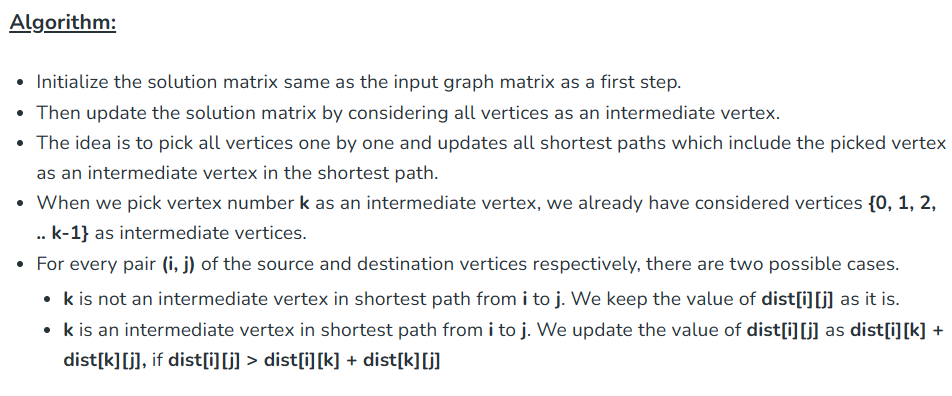 Algorithm:
• Initialize the solution matrix same as the input graph matrix as a first step.
• Then update the solution matrix by considering all vertices as an intermediate vertex.
• The idea is to pick all vertices one by one and updates all shortest paths which include the picked vertex
as an intermediate vertex in the shortest path.
• When we pick vertex number k as an intermediate vertex, we already have considered vertices {0, 1, 2,
.. k-1} as intermediate vertices.
• For every pair (i, j) of the source and destination vertices respectively, there are two possible cases.
• k is not an intermediate vertex in shortest path from i to j. We keep the value of dist[i][j] as it is.
• k is an intermediate vertex in shortest path from i to j. We update the value of dist[i][j] as dist[i][k] +
dist[k][j], if dist[i][j] > dist[i][k] + dist[k][j]